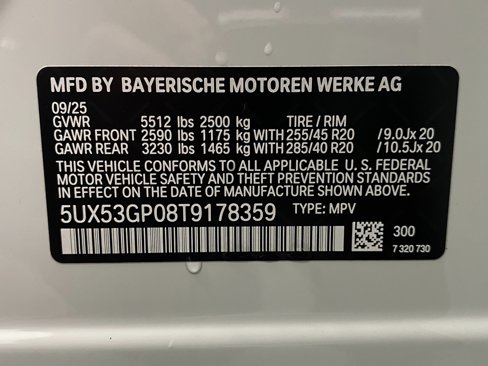 MFD BY BAYERISCHE MOTOREN WERKE AG
09/25
GVWR 5512 lbs 2500 kg TIRE / RIM
GAWR FRONT 2590 lbs 1175 kg WITH 255/45 R20 /9.0Jx 20
GAWR REAR 3230 lbs 1465 kg WITH 285/40 R20 /10.5Jx 20
THIS VEHICLE CONFORMS TO ALL APPLICABLE U. S. FEDERAL
MOTOR VEHICLE SAFETY AND THEFT PREVENTION STANDARDS
IN EFFECT ON THE DATE OF MANUFACTURE SHOWN ABOVE.
5UX53GP08T9178359 TYPE: MPV
300
7 320 730